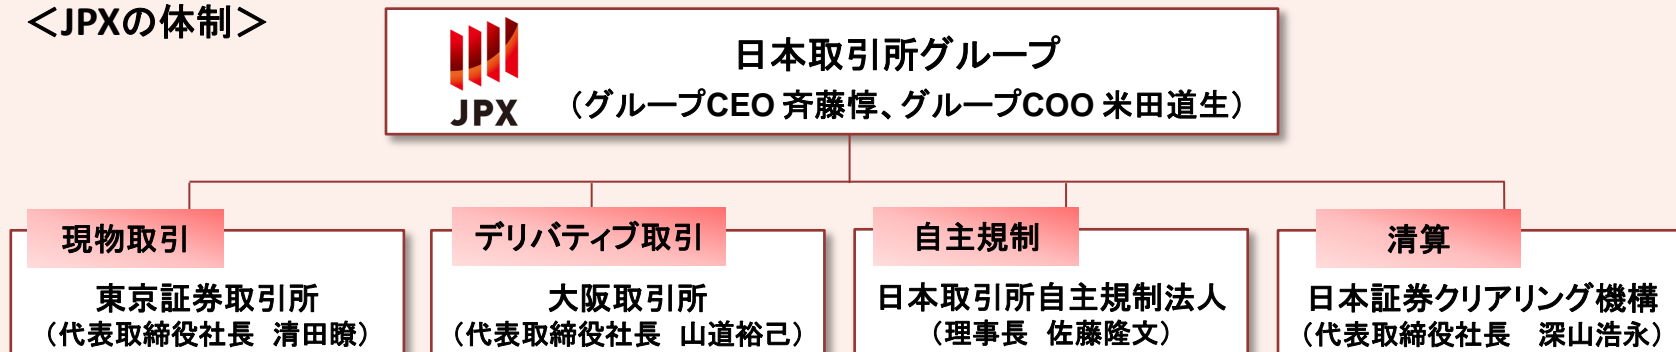 ＜JPXの体制＞
JPX
日本取引所グループ
（グループCEO 斉藤惇、グループCOO 米田道生）
現物取引
東京証券取引所
（代表取締役社長　清田瞭）
デリバティブ取引
大阪取引所
（代表取締役社長　山道裕己）
自主規制
日本取引所自主規制法人
（理事長　佐藤隆文）
清算
日本証券クリアリング機構
（代表取締役社長　深山浩永）